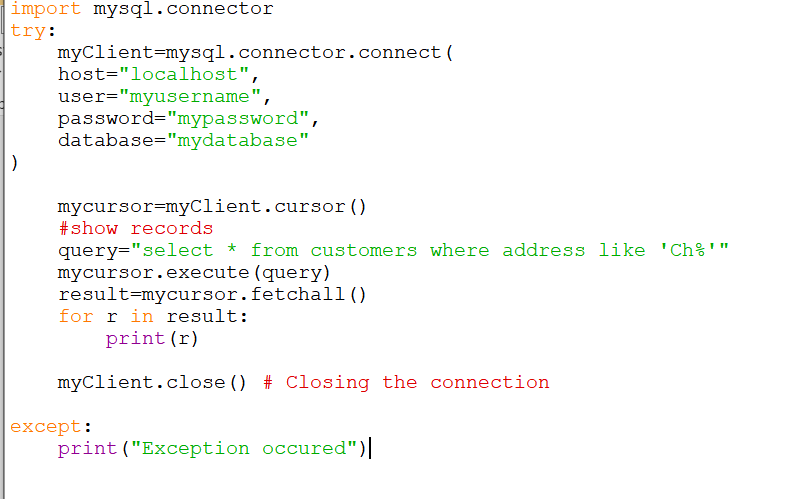 import mysql.connector
try:
    myClient=mysql.connector.connect(
    host="localhost",
    user="myusername",
    password="mypassword",
    database="mydatabase"
)
    mycursor=myClient.cursor()
    #show records
    query="select * from customers where address like 'Ch%'"
    mycursor.execute(query)
    result=mycursor.fetchall()
    for r in result:
        print(r)
    myClient.close() # Closing the connection
except:
    print("Exception occured")